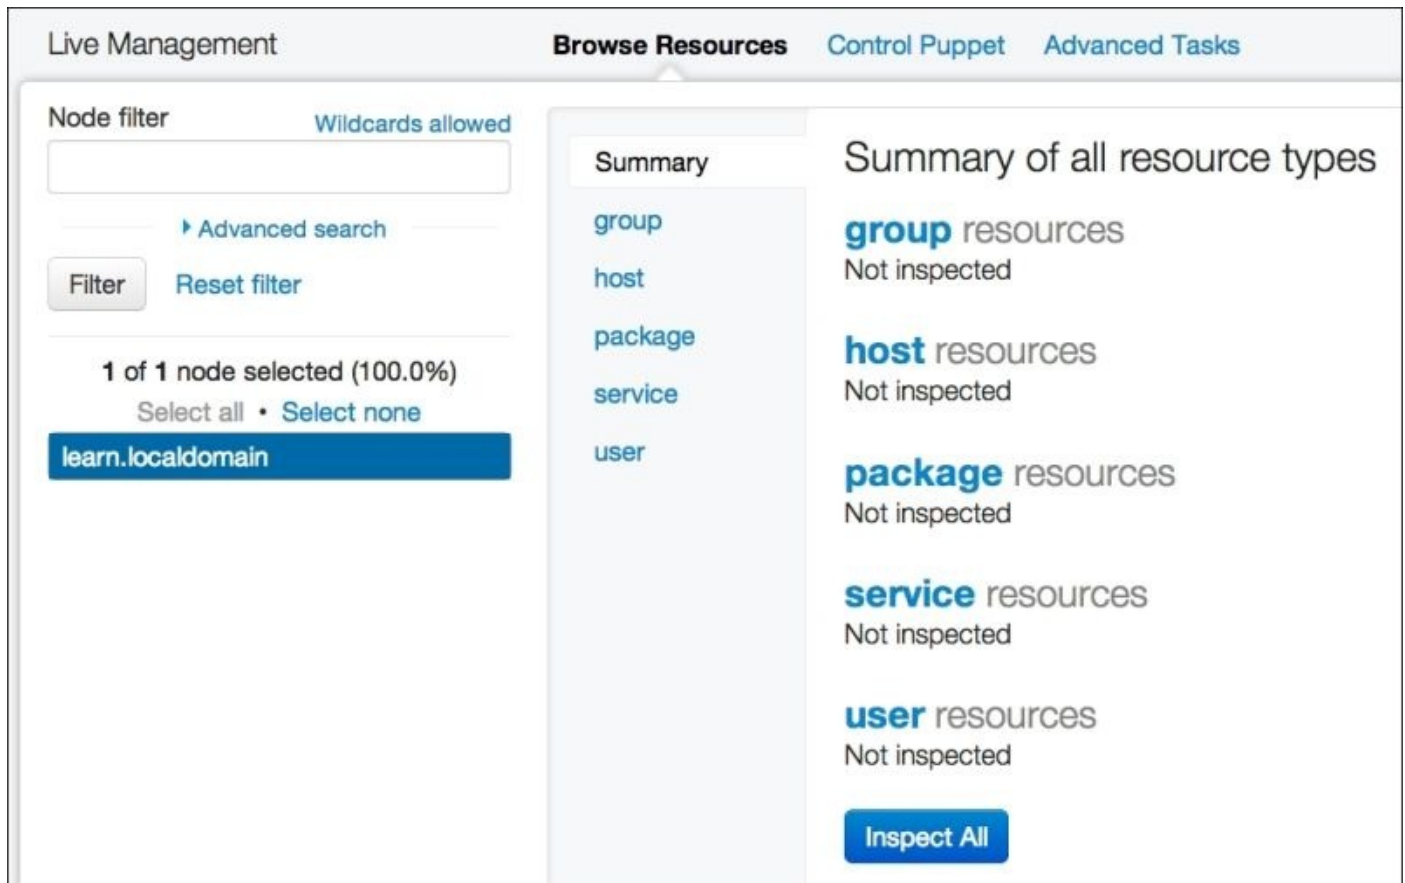 Live Management
Browse Resources
Control Puppet
Advanced Tasks
Node filter
Wildcards allowed
Advanced search
Filter
Reset filter
1 of 1 node selected (100.0%)
Select all • Select none
learn.localdomain
Summary
group
host
package
service
user
Summary of all resource types
group resources
Not inspected
host resources
Not inspected
package resources
Not inspected
service resources
Not inspected
user resources
Not inspected
Inspect All